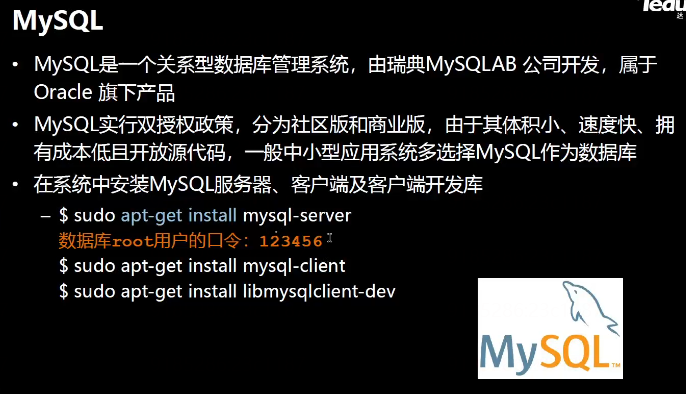 Tedu
达
MySQL
• MySQL是一个关系型数据库管理系统，由瑞典MySQLAB 公司开发，属于
Oracle 旗下产品
• MySQL实行双授权政策，分为社区版和商业版，由于其体积小、速度快、拥
有成本低且开放源代码，一般中小型应用系统多选择MySQL作为数据库
• 在系统中安装MySQL服务器、客户端及客户端开发库
– $ sudo apt-get install mysql-server
数据库root用户的口令：123456
$ sudo apt-get install mysql-client
$ sudo apt-get install libmysqlclient-dev
MySQL™